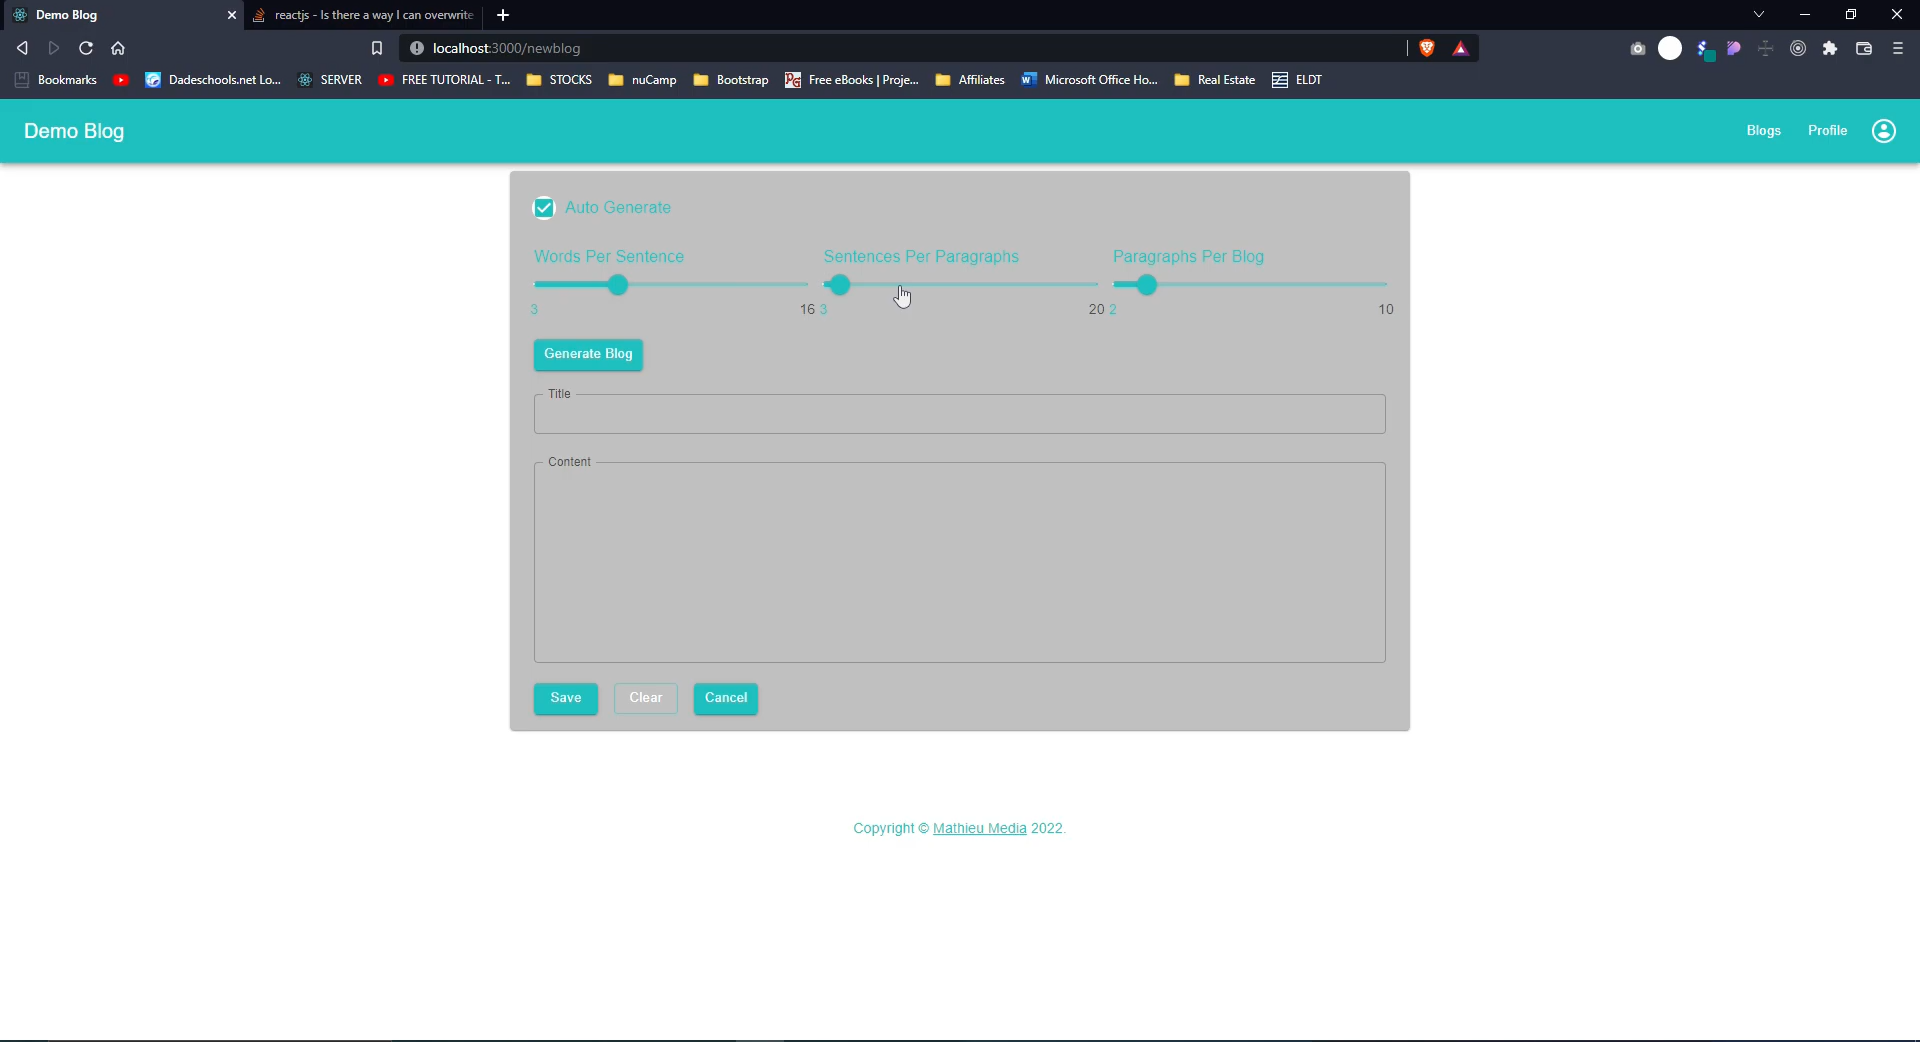 Demo Blog
reactjs - Is there a way I can overwrite
localhost:3000/newblog
Bookmarks
Dadeschools.net Lo...
SERVER
FREE TUTORIAL - T...
STOCKS
nuCamp
Bootstrap
Free eBooks | Proje...
Affiliates
Microsoft Office Ho...
Real Estate
ELDT
Demo Blog
Blogs
Profile
Auto Generate
Words Per Sentence
Sentences Per Paragraphs
Paragraphs Per Blog
3
16
3
20
2
10
Generate Blog
Title
Content
Save
Clear
Cancel
Copyright © Mathieu Media 2022.